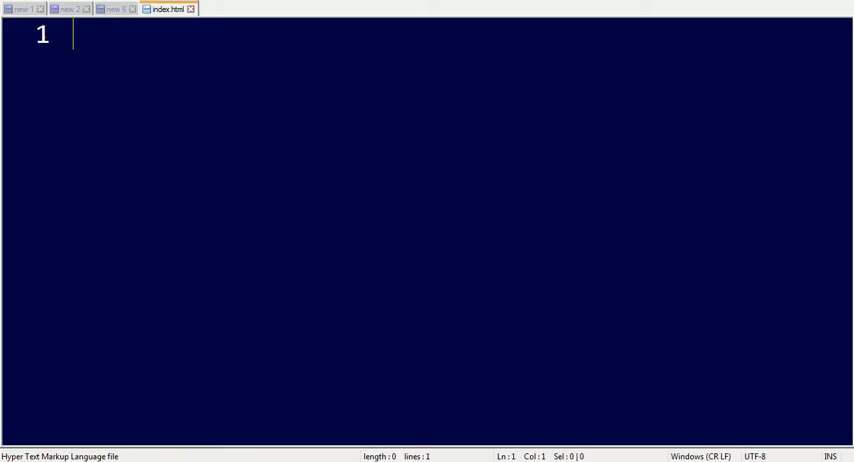 new 1 new 2 new 6 index.html
1
Hyper Text Markup Language file length : 0 lines : 1 Ln : 1 Col : 1 Sel : 0 | 0 Windows (CR LF) UTF-8 INS